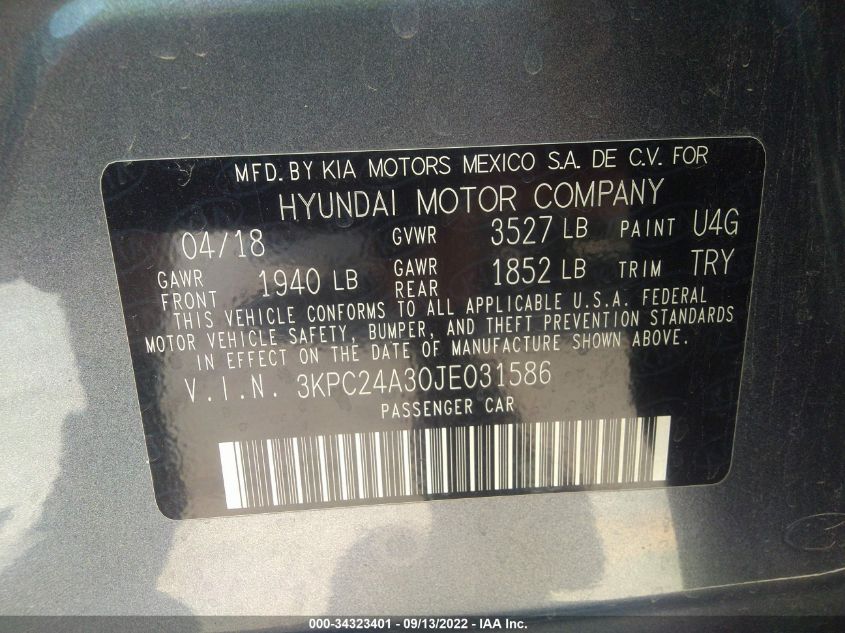 MFD. BY KIA MOTORS MEXICO S.A. DE C.V. FOR
HYUNDAI MOTOR COMPANY
04/18 GVWR 3527 LB PAINT U4G
GAWR FRONT 1940 LB GAWR REAR 1852 LB TRIM TRY
THIS VEHICLE CONFORMS TO ALL APPLICABLE U.S.A. FEDERAL
MOTOR VEHICLE SAFETY, BUMPER, AND THEFT PREVENTION STANDARDS
IN EFFECT ON THE DATE OF MANUFACTURE SHOWN ABOVE.
V.I.N. 3KPC24A30JE031586
PASSENGER CAR
000-34323401 - 09/13/2022 - IAA Inc.